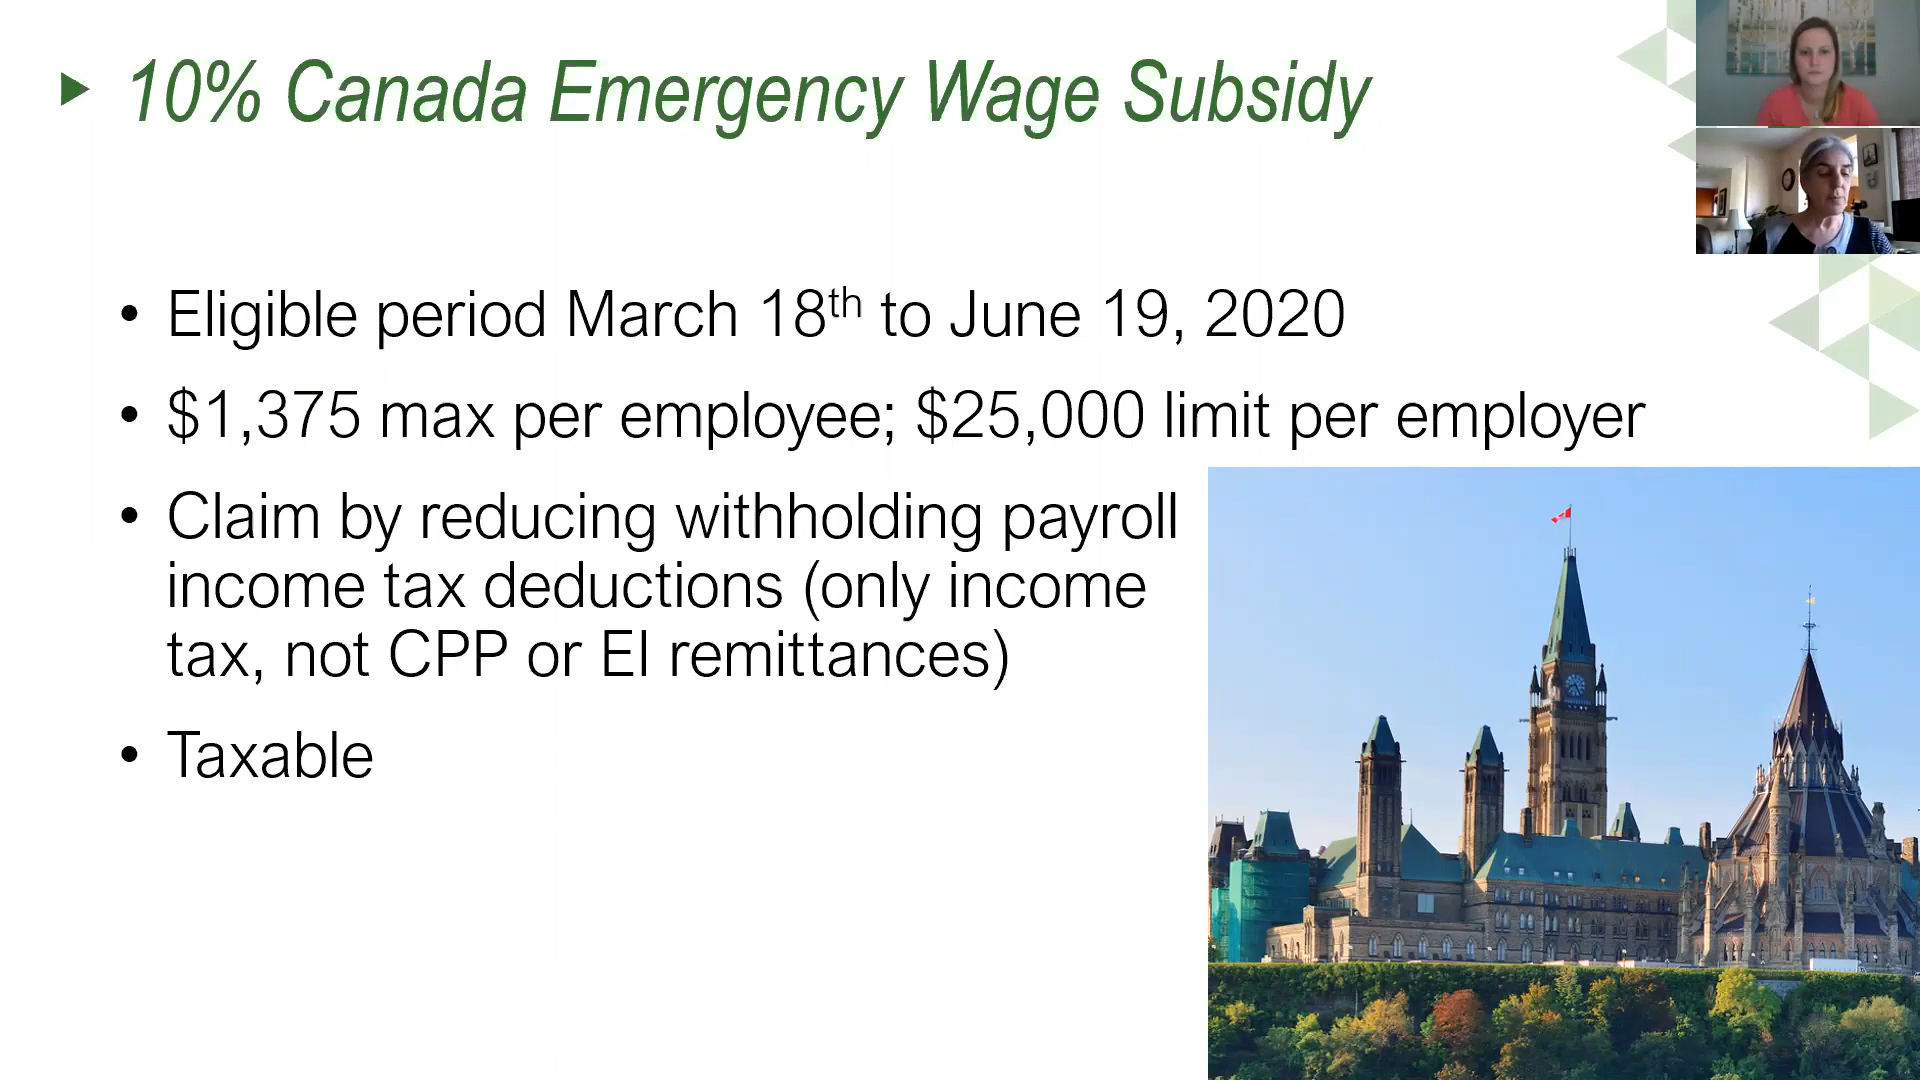 10% Canada Emergency Wage Subsidy
• Eligible period March 18th to June 19, 2020
• $1,375 max per employee; $25,000 limit per employer
• Claim by reducing withholding payroll
income tax deductions (only income
tax, not CPP or EI remittances)
• Taxable